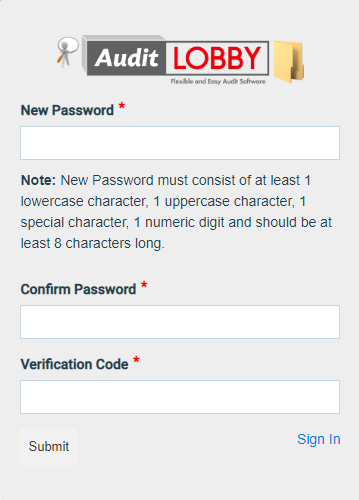 Audit LOBBY
Flexible and Easy Audit Software
New Password *
Note: New Password must consist of at least 1
lowercase character, 1 uppercase character, 1
special character, 1 numeric digit and should be at
least 8 characters long.
Confirm Password *
Verification Code *
Submit
Sign In